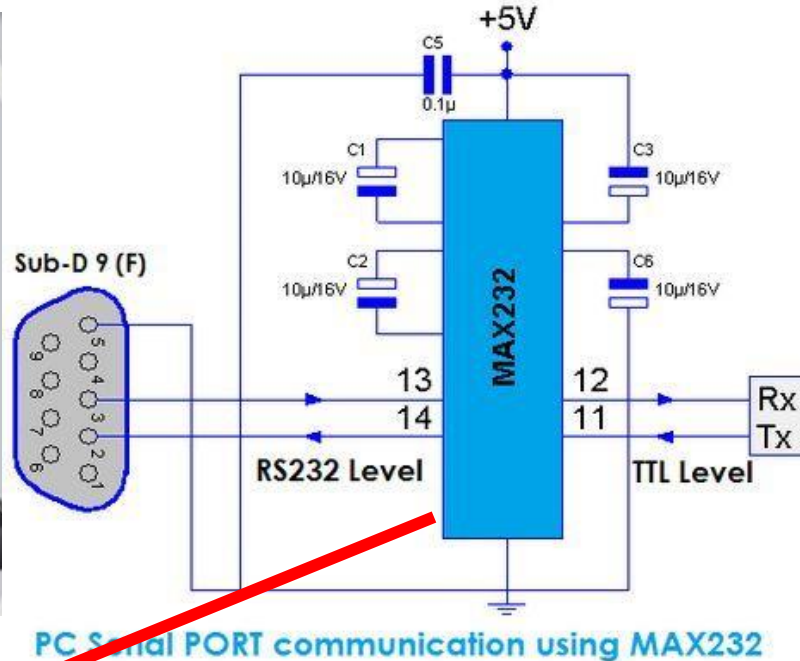 +5V
C5
0.1µ
C1
10µ/16V
C3
10µ/16V
Sub-D 9 (F)
C2
10µ/16V
C6
10µ/16V
MAX232
5
9
4
8
3
7
2
6
1
13
12
Rx
14
11
Tx
RS232 Level
TTL Level
PC Serial PORT communication using MAX232